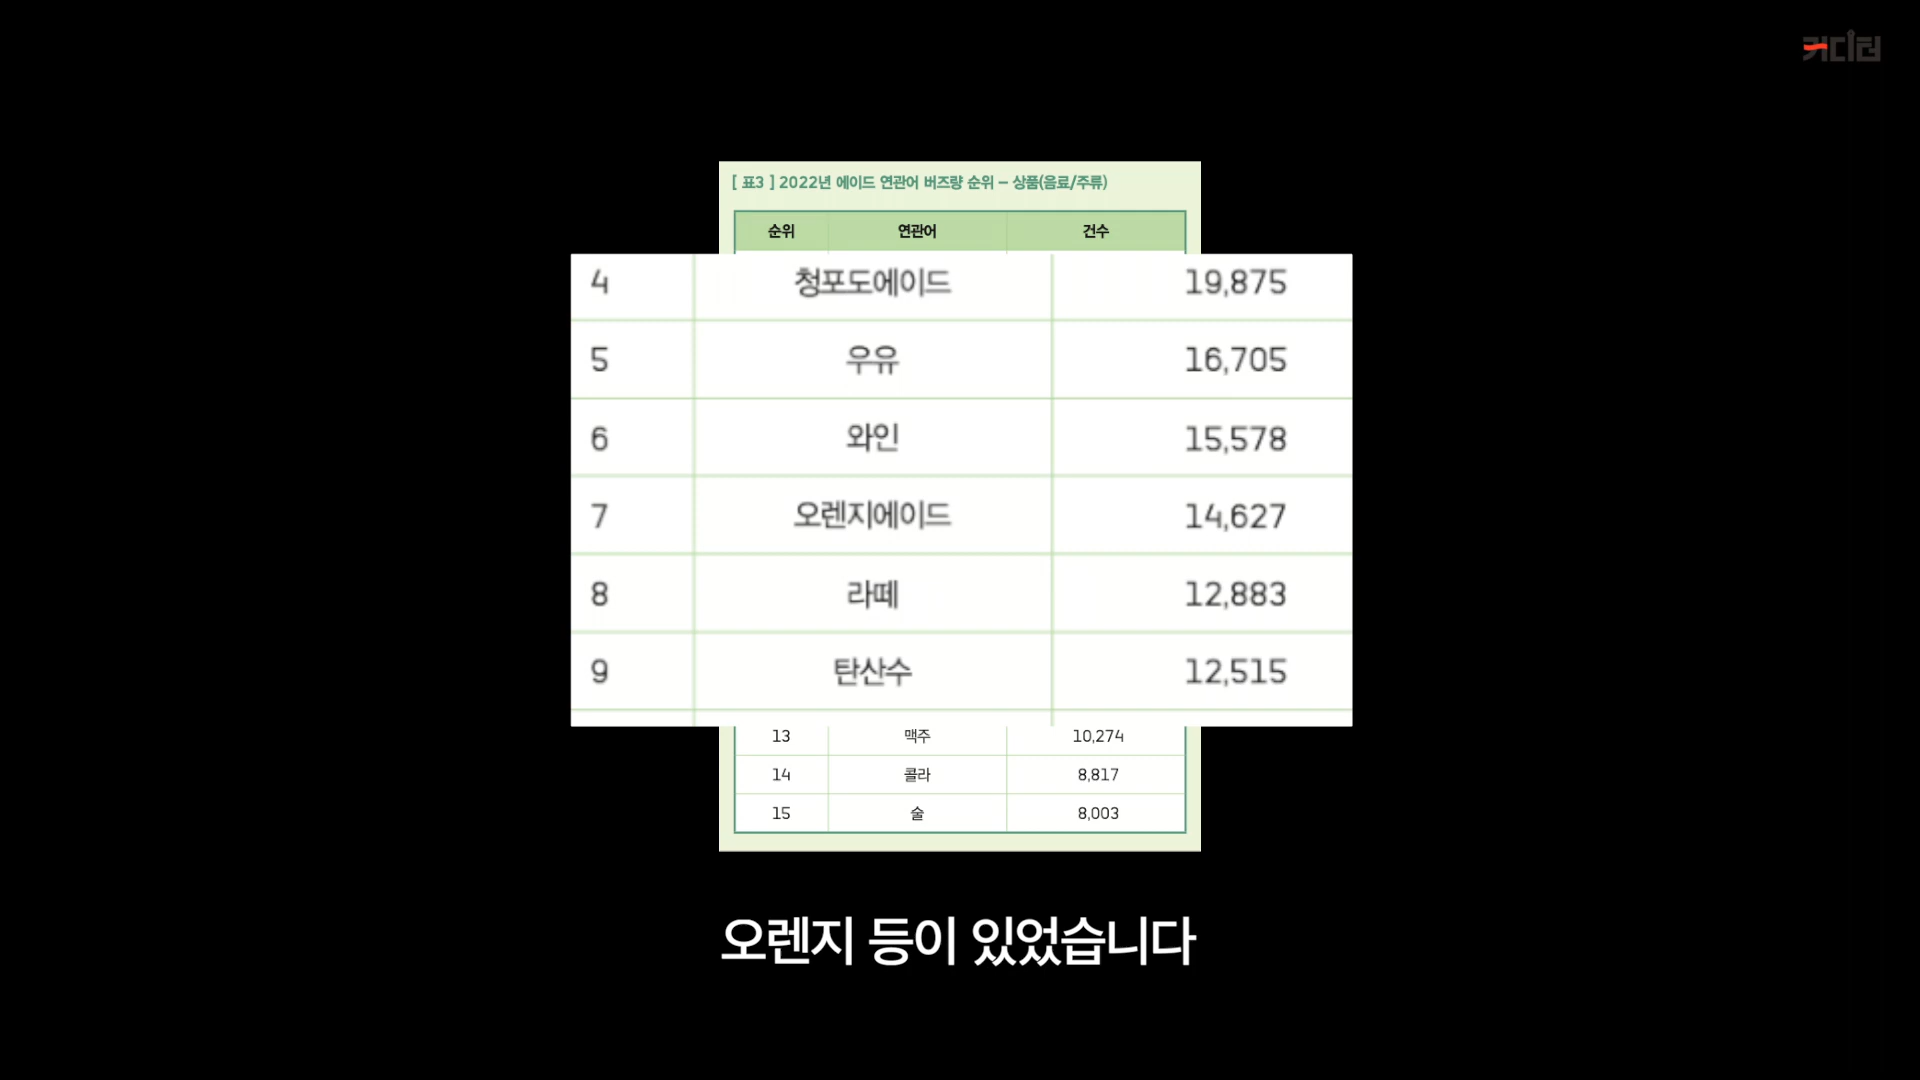 커디터
[ 표3 ] 2022년 에이드 연관어 버즈량 순위 – 상품(음료/주류)
순위 연관어 건수
4 청포도에이드 19,875
5 우유 16,705
6 와인 15,578
7 오렌지에이드 14,627
8 라떼 12,883
9 탄산수 12,515
13 맥주 10,274
14 콜라 8,817
15 술 8,003
오렌지 등이 있었습니다